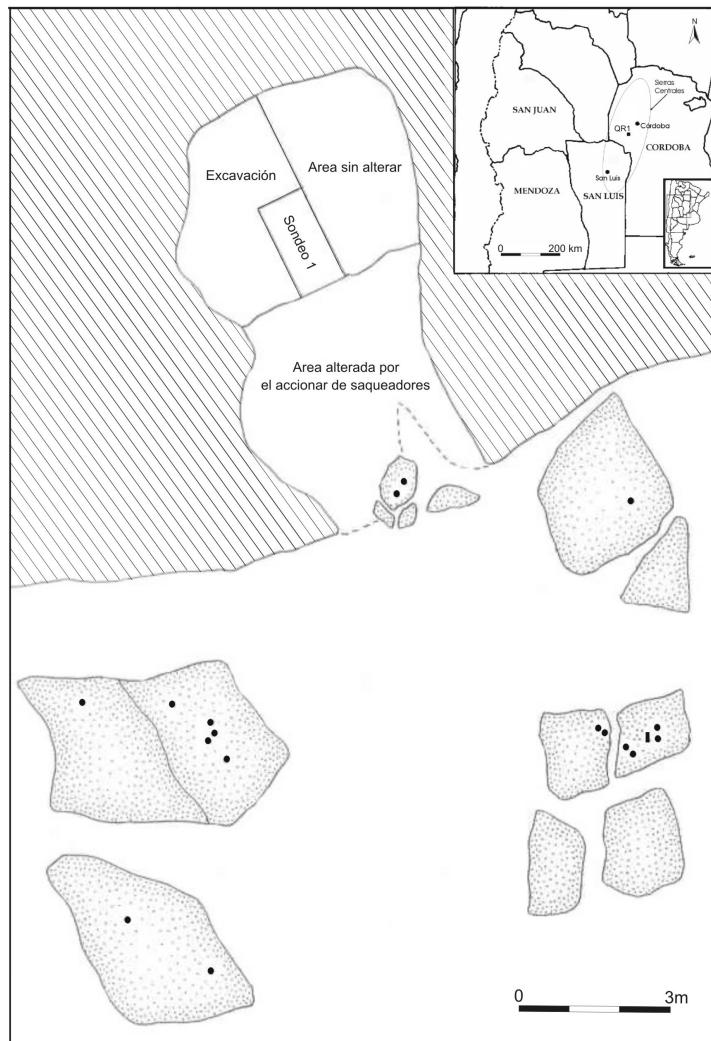 N
Sierras
Centrales
SAN JUAN
QR1
Córdoba
CORDOBA
San Luis
MENDOZA
SAN LUIS
0 200 km
Excavación
Area sin alterar
Sondeo 1
Area alterada por
el accionar de saqueadores
0 3m